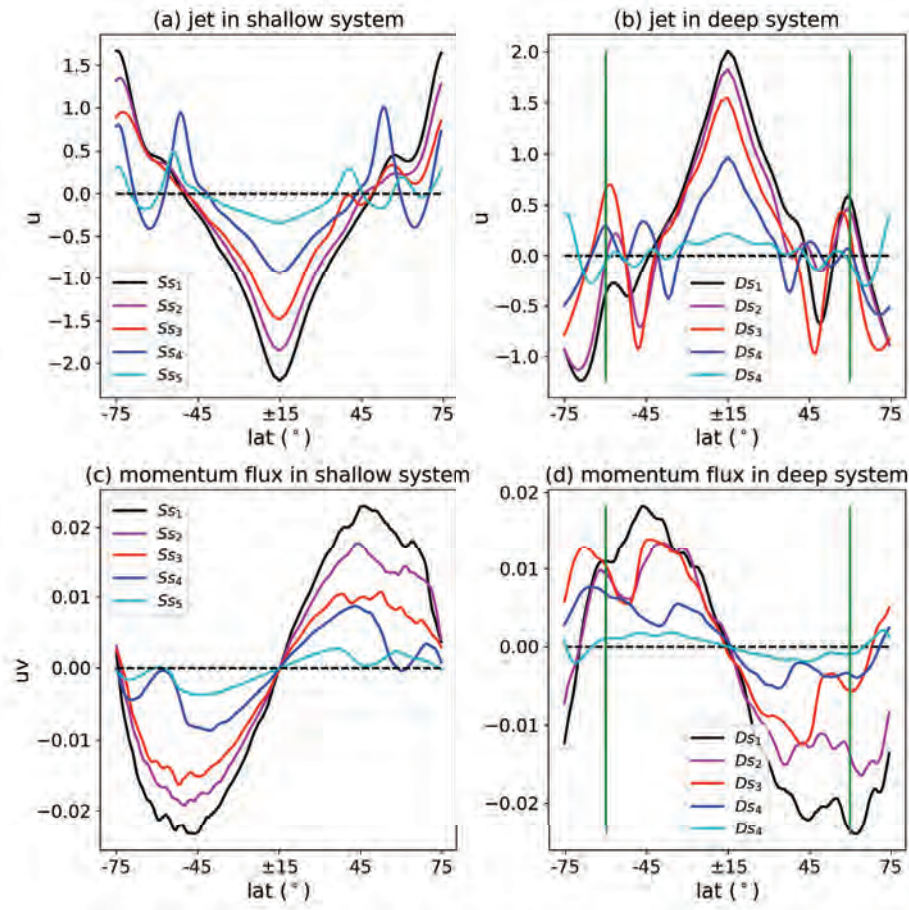 (a) jet in shallow system
1.5
1.0
0.5
0.0
−0.5
−1.0
−1.5
−2.0
u
Ss₁
Ss₂
Ss₃
Ss₄
Ss₅
-75 -45 ±15 45 75
lat (°)
(b) jet in deep system
2.0
1.5
1.0
0.5
0.0
−0.5
−1.0
u
Ds₁
Ds₂
Ds₃
Ds₄
Ds₄
-75 -45 ±15 45 75
lat (°)
(c) momentum flux in shallow system
0.02
0.01
0.00
−0.01
−0.02
uv
Ss₁
Ss₂
Ss₃
Ss₄
Ss₅
-75 -45 ±15 45 75
lat (°)
(d) momentum flux in deep system
0.02
0.01
0.00
−0.01
−0.02
Ds₁
Ds₂
Ds₃
Ds₄
Ds₄
-75 -45 ±15 45 75
lat (°)